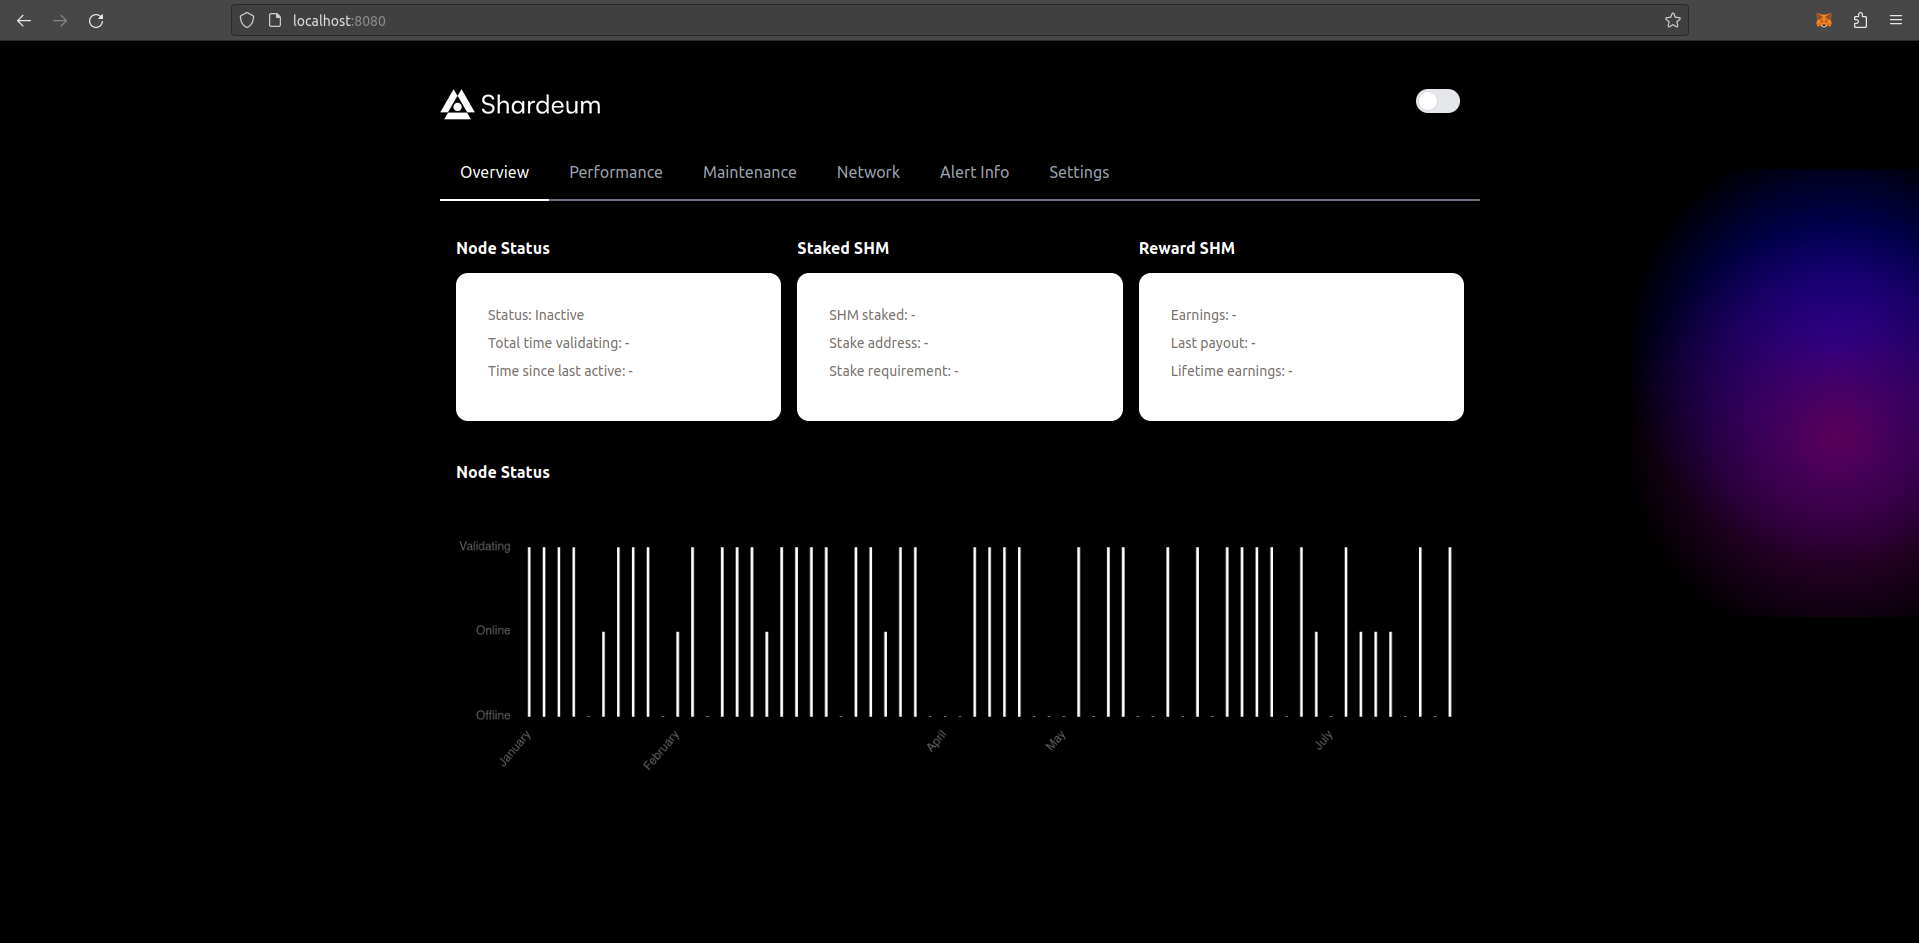 localhost:8080
Shardeum
Overview Performance Maintenance Network Alert Info Settings
Node Status Staked SHM Reward SHM
Status: Inactive SHM staked: - Earnings: -
Total time validating: - Stake address: - Last payout: -
Time since last active: - Stake requirement: - Lifetime earnings: -
Node Status
Validating
Online
Offline
January February April May July